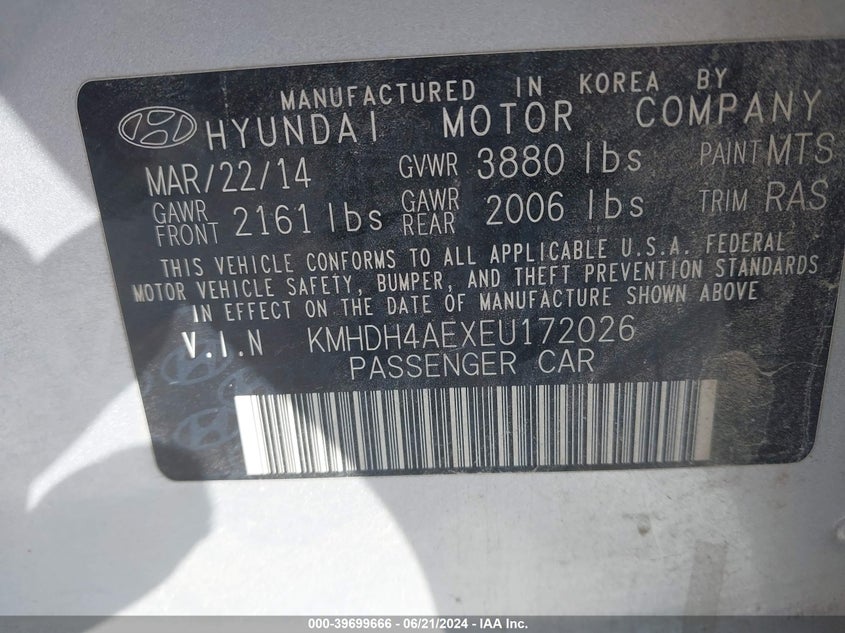 MANUFACTURED IN KOREA BY
HYUNDAI MOTOR COMPANY
MAR/22/14 GVWR 3880 lbs PAINT MTS
GAWR FRONT 2161 lbs GAWR REAR 2006 lbs TRIM RAS
THIS VEHICLE CONFORMS TO ALL APPLICABLE U.S.A. FEDERAL
MOTOR VEHICLE SAFETY, BUMPER, AND THEFT PREVENTION STANDARDS
IN EFFECT ON THE DATE OF MANUFACTURE SHOWN ABOVE
V.I.N KMHDH4AEXEU172026
PASSENGER CAR
000-39699666 - 06/21/2024 - IAA Inc.